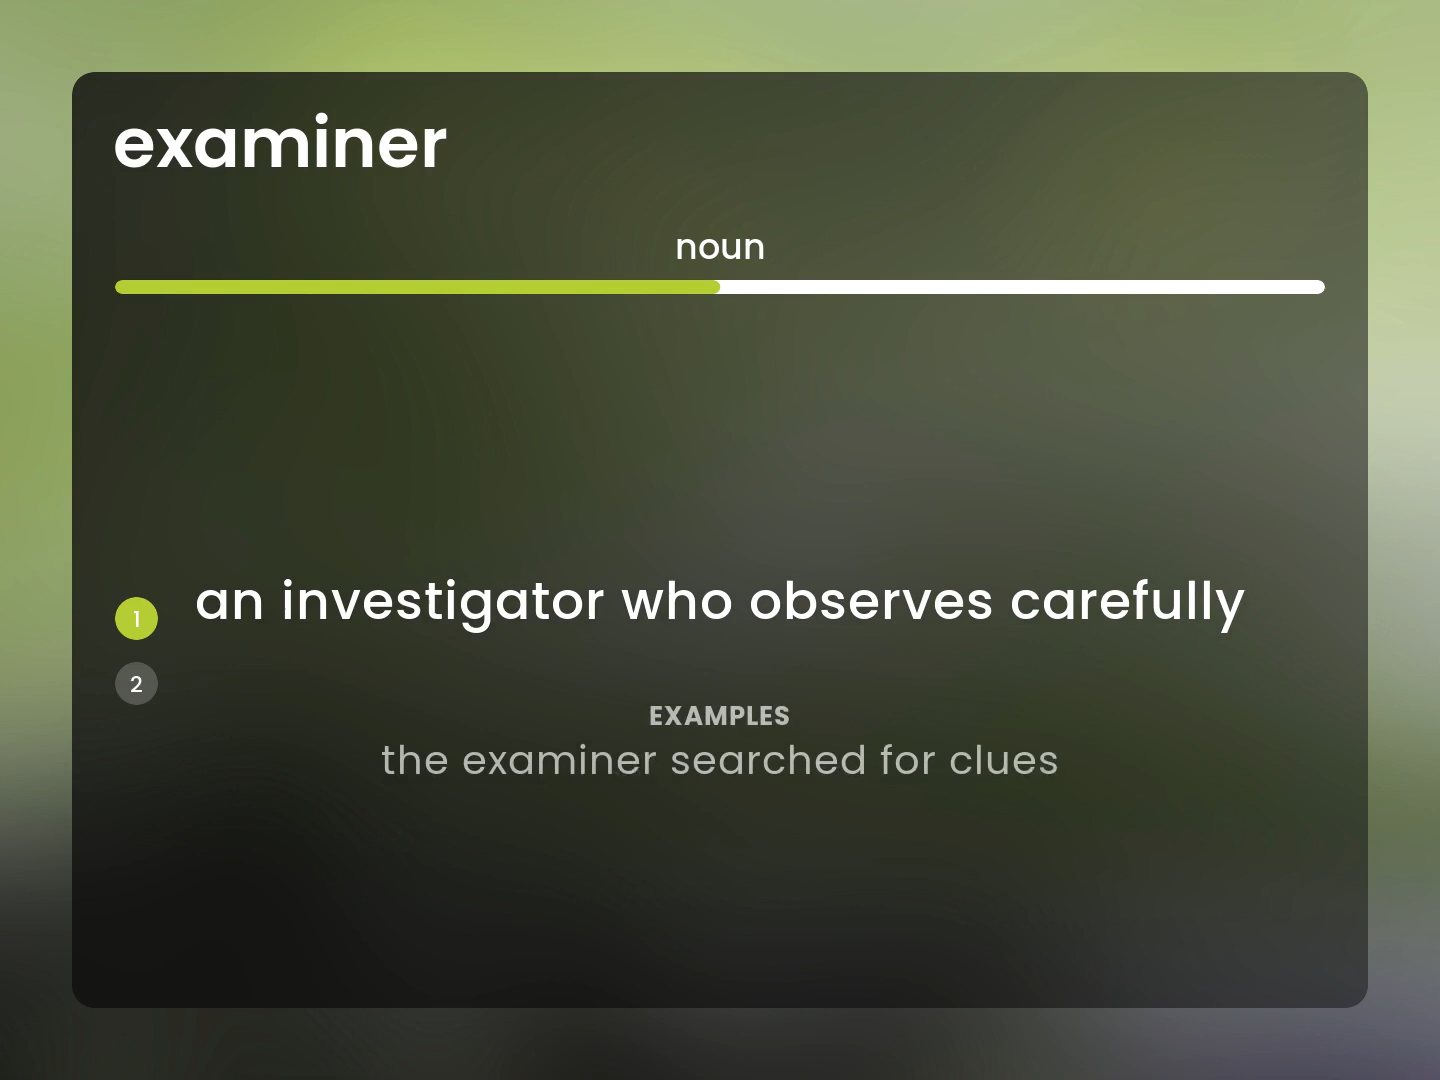 examiner
noun
1
an investigator who observes carefully
2
EXAMPLES
the examiner searched for clues